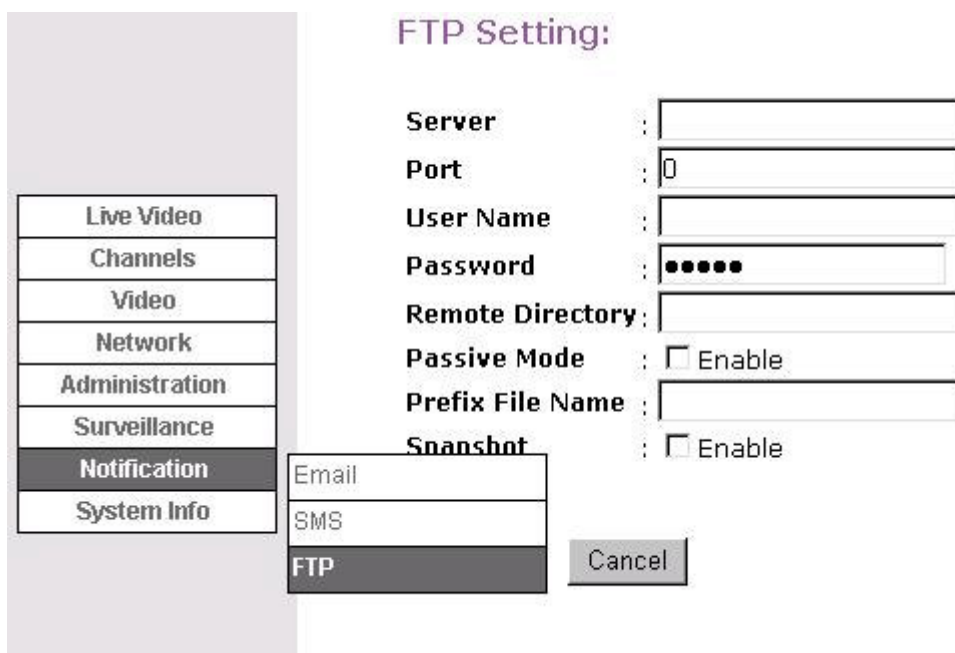 FTP Setting:
Server :
Port : 0
User Name :
Password : •••••
Remote Directory :
Passive Mode : Enable
Prefix File Name :
Snapshot : Enable
Live Video
Channels
Video
Network
Administration
Surveillance
Notification
System Info
Email
SMS
FTP
Cancel